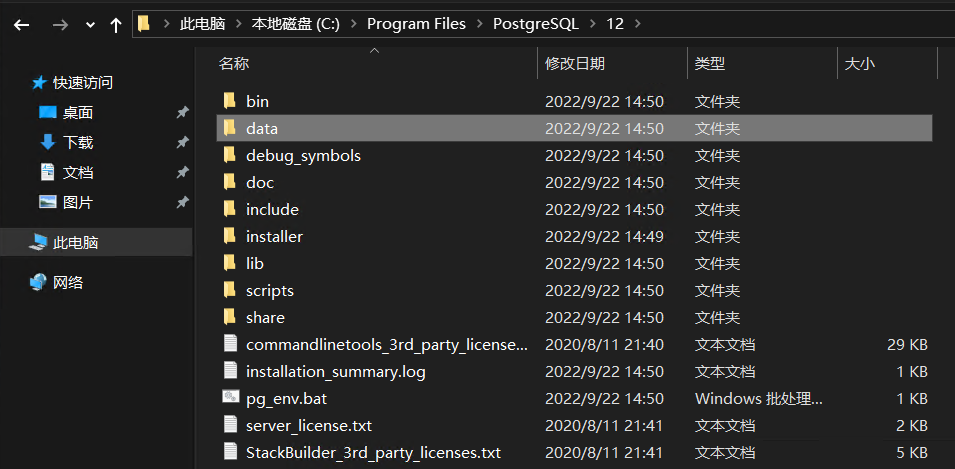 此电脑 › 本地磁盘 (C:) › Program Files › PostgreSQL › 12 ›
名称 修改日期 类型 大小
快速访问
桌面
下载
文档
图片
此电脑
网络
bin 2022/9/22 14:50 文件夹
data 2022/9/22 14:50 文件夹
debug_symbols 2022/9/22 14:50 文件夹
doc 2022/9/22 14:50 文件夹
include 2022/9/22 14:50 文件夹
installer 2022/9/22 14:49 文件夹
lib 2022/9/22 14:50 文件夹
scripts 2022/9/22 14:50 文件夹
share 2022/9/22 14:50 文件夹
commandlinetools_3rd_party_license... 2020/8/11 21:40 文本文档 29 KB
installation_summary.log 2022/9/22 14:50 文本文档 1 KB
pg_env.bat 2022/9/22 14:50 Windows 批处理... 1 KB
server_license.txt 2020/8/11 21:41 文本文档 2 KB
StackBuilder_3rd_party_licenses.txt 2020/8/11 21:41 文本文档 5 KB